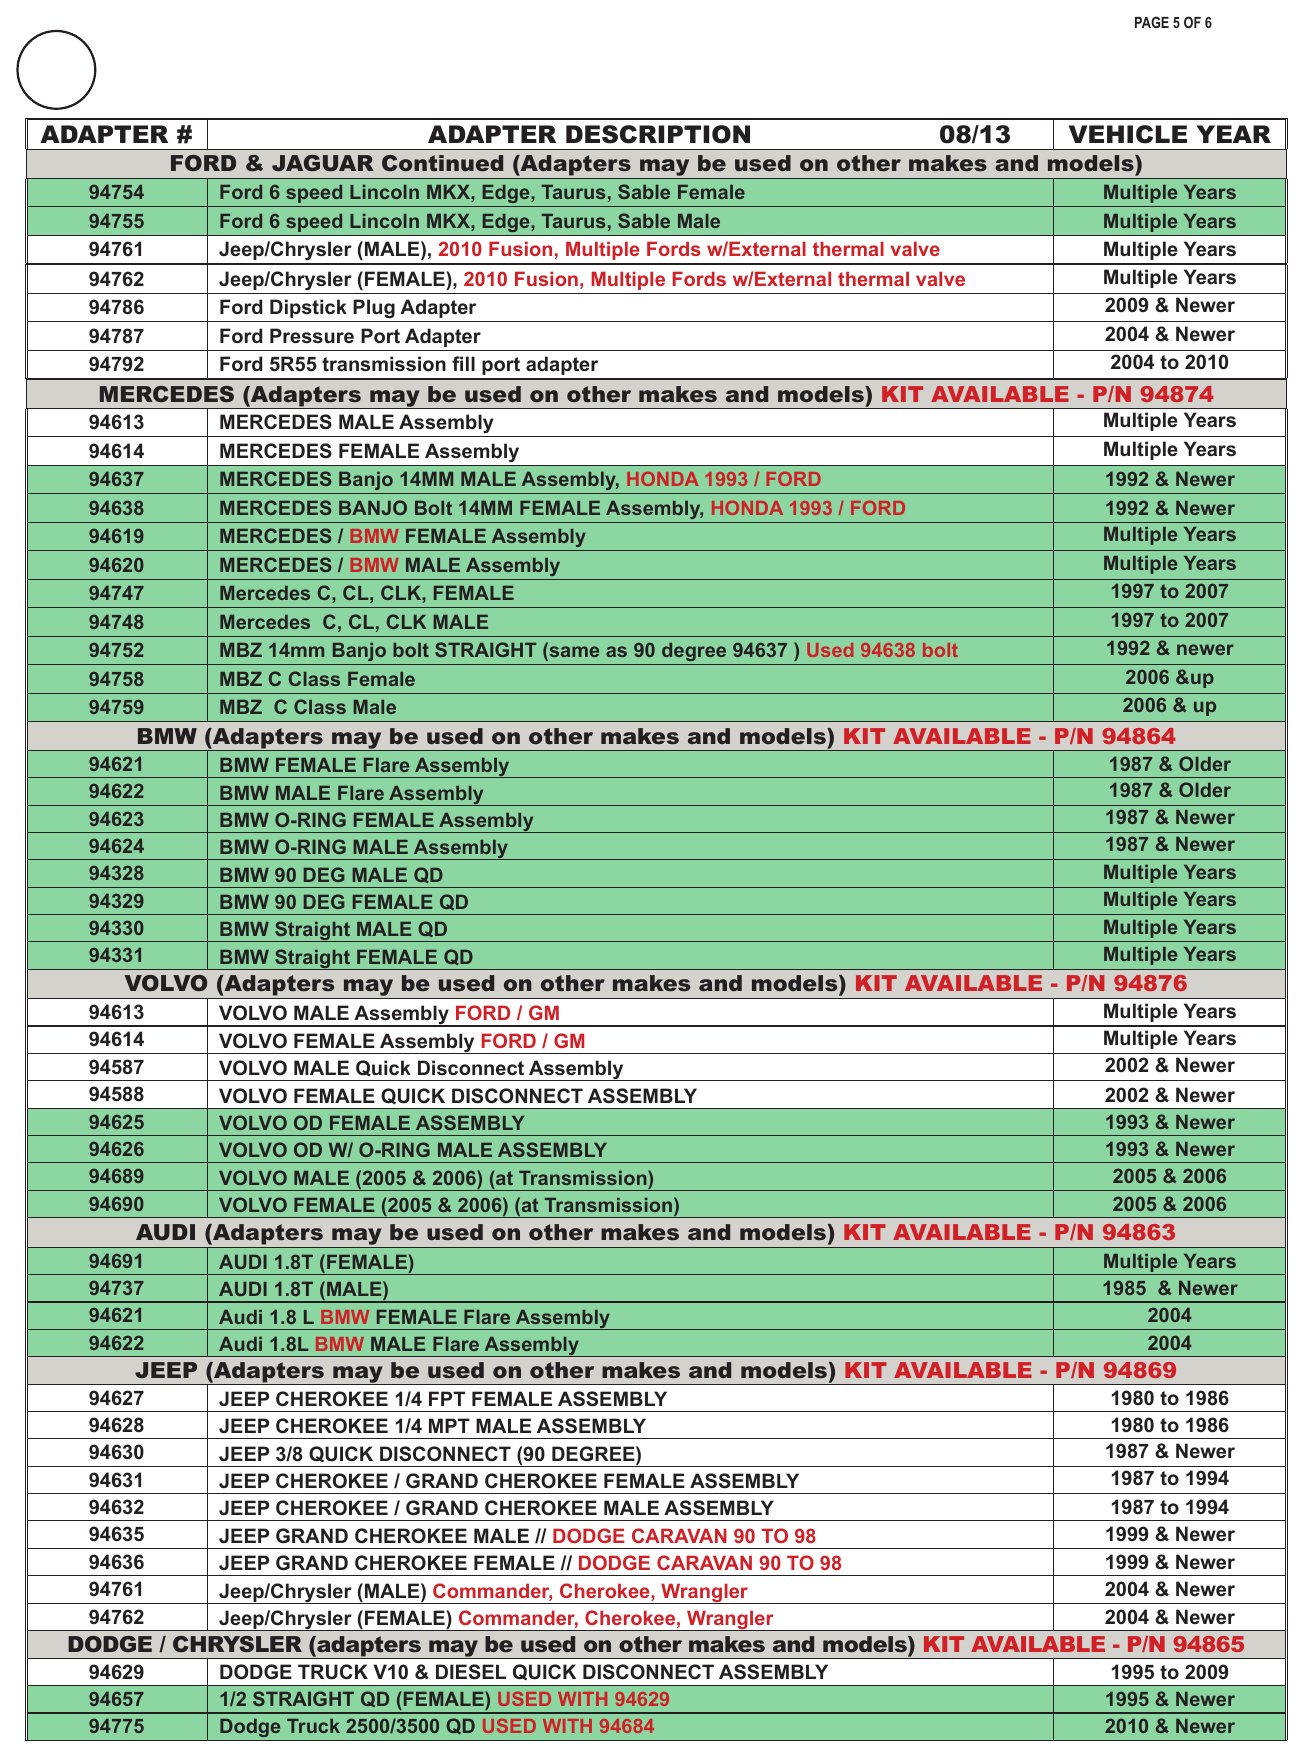 PAGE 5 OF 6
ADAPTER # ADAPTER DESCRIPTION 08/13 VEHICLE YEAR
FORD & JAGUAR Continued (Adapters may be used on other makes and models)
94754 Ford 6 speed Lincoln MKX, Edge, Taurus, Sable Female Multiple Years
94755 Ford 6 speed Lincoln MKX, Edge, Taurus, Sable Male Multiple Years
94761 Jeep/Chrysler (MALE), 2010 Fusion, Multiple Fords w/External thermal valve Multiple Years
94762 Jeep/Chrysler (FEMALE), 2010 Fusion, Multiple Fords w/External thermal valve Multiple Years
94786 Ford Dipstick Plug Adapter 2009 & Newer
94787 Ford Pressure Port Adapter 2004 & Newer
94792 Ford 5R55 transmission fill port adapter 2004 to 2010
MERCEDES (Adapters may be used on other makes and models) KIT AVAILABLE - P/N 94874
94613 MERCEDES MALE Assembly Multiple Years
94614 MERCEDES FEMALE Assembly Multiple Years
94637 MERCEDES Banjo 14MM MALE Assembly, HONDA 1993 / FORD 1992 & Newer
94638 MERCEDES BANJO Bolt 14MM FEMALE Assembly, HONDA 1993 / FORD 1992 & Newer
94619 MERCEDES / BMW FEMALE Assembly Multiple Years
94620 MERCEDES / BMW MALE Assembly Multiple Years
94747 Mercedes C, CL, CLK, FEMALE 1997 to 2007
94748 Mercedes C, CL, CLK MALE 1997 to 2007
94752 MBZ 14mm Banjo bolt STRAIGHT (same as 90 degree 94637 ) Used 94638 bolt 1992 & newer
94758 MBZ C Class Female 2006 &up
94759 MBZ C Class Male 2006 & up
BMW (Adapters may be used on other makes and models) KIT AVAILABLE - P/N 94864
94621 BMW FEMALE Flare Assembly 1987 & Older
94622 BMW MALE Flare Assembly 1987 & Older
94623 BMW O-RING FEMALE Assembly 1987 & Newer
94624 BMW O-RING MALE Assembly 1987 & Newer
94328 BMW 90 DEG MALE QD Multiple Years
94329 BMW 90 DEG FEMALE QD Multiple Years
94330 BMW Straight MALE QD Multiple Years
94331 BMW Straight FEMALE QD Multiple Years
VOLVO (Adapters may be used on other makes and models) KIT AVAILABLE - P/N 94876
94613 VOLVO MALE Assembly FORD / GM Multiple Years
94614 VOLVO FEMALE Assembly FORD / GM Multiple Years
94587 VOLVO MALE Quick Disconnect Assembly 2002 & Newer
94588 VOLVO FEMALE QUICK DISCONNECT ASSEMBLY 2002 & Newer
94625 VOLVO OD FEMALE ASSEMBLY 1993 & Newer
94626 VOLVO OD W/ O-RING MALE ASSEMBLY 1993 & Newer
94689 VOLVO MALE (2005 & 2006) (at Transmission) 2005 & 2006
94690 VOLVO FEMALE (2005 & 2006) (at Transmission) 2005 & 2006
AUDI (Adapters may be used on other makes and models) KIT AVAILABLE - P/N 94863
94691 AUDI 1.8T (FEMALE) Multiple Years
94737 AUDI 1.8T (MALE) 1985 & Newer
94621 Audi 1.8 L BMW FEMALE Flare Assembly 2004
94622 Audi 1.8L BMW MALE Flare Assembly 2004
JEEP (Adapters may be used on other makes and models) KIT AVAILABLE - P/N 94869
94627 JEEP CHEROKEE 1/4 FPT FEMALE ASSEMBLY 1980 to 1986
94628 JEEP CHEROKEE 1/4 MPT MALE ASSEMBLY 1980 to 1986
94630 JEEP 3/8 QUICK DISCONNECT (90 DEGREE) 1987 & Newer
94631 JEEP CHEROKEE / GRAND CHEROKEE FEMALE ASSEMBLY 1987 to 1994
94632 JEEP CHEROKEE / GRAND CHEROKEE MALE ASSEMBLY 1987 to 1994
94635 JEEP GRAND CHEROKEE MALE // DODGE CARAVAN 90 TO 98 1999 & Newer
94636 JEEP GRAND CHEROKEE FEMALE // DODGE CARAVAN 90 TO 98 1999 & Newer
94761 Jeep/Chrysler (MALE) Commander, Cherokee, Wrangler 2004 & Newer
94762 Jeep/Chrysler (FEMALE) Commander, Cherokee, Wrangler 2004 & Newer
DODGE / CHRYSLER (adapters may be used on other makes and models) KIT AVAILABLE - P/N 94865
94629 DODGE TRUCK V10 & DIESEL QUICK DISCONNECT ASSEMBLY 1995 to 2009
94657 1/2 STRAIGHT QD (FEMALE) USED WITH 94629 1995 & Newer
94775 Dodge Truck 2500/3500 QD USED WITH 94684 2010 & Newer